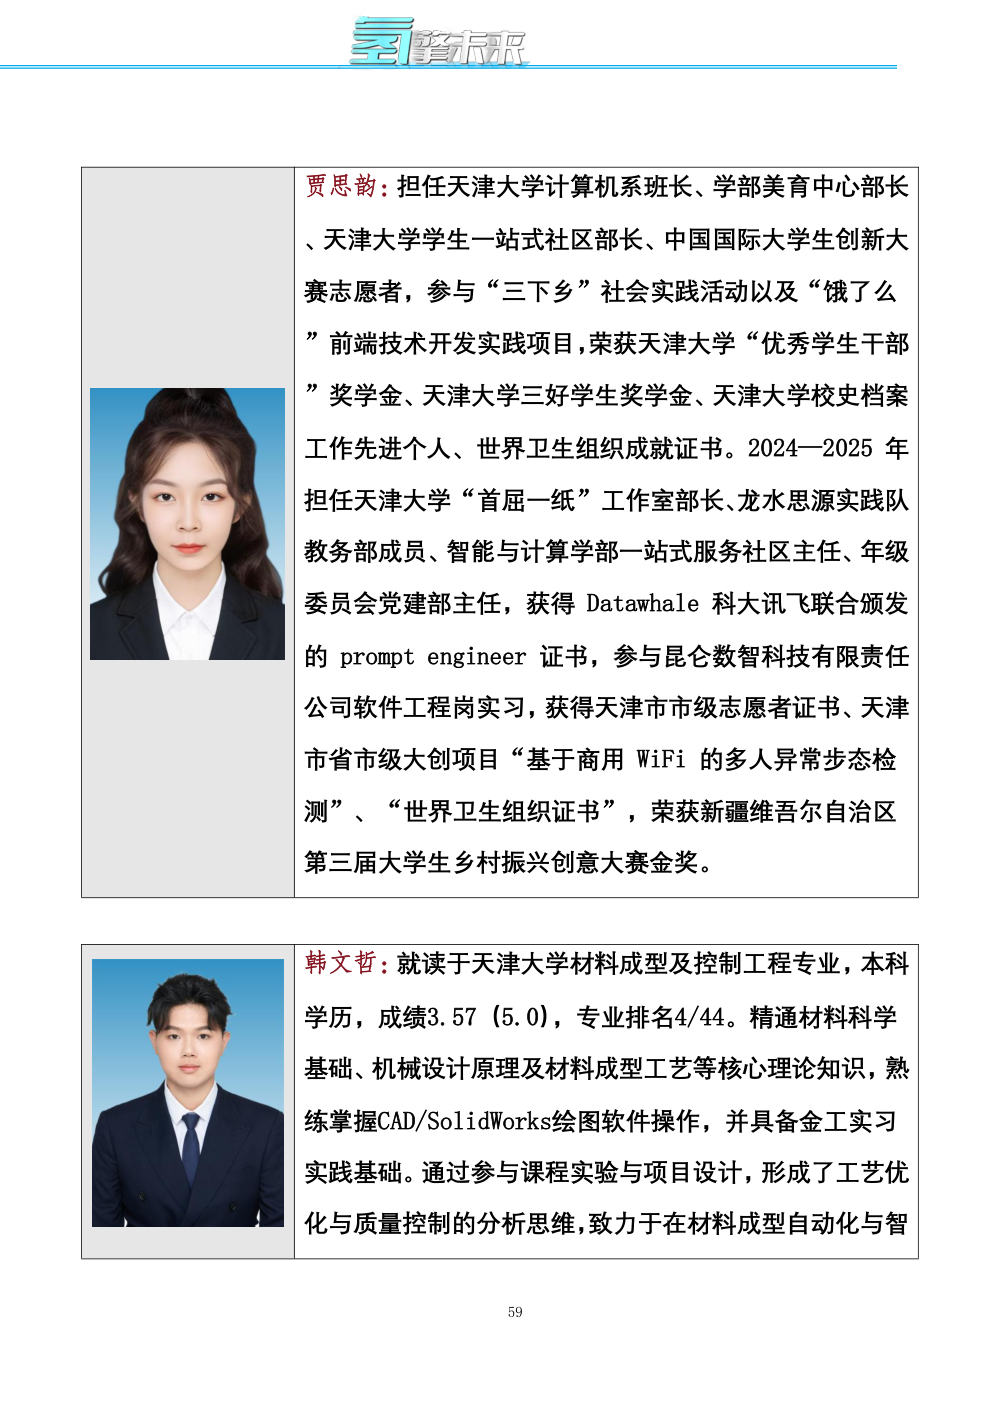 氢擎未来
贾思韵：担任天津大学计算机系班长、学部美育中心部长
、天津大学学生一站式社区部长、中国国际大学生创新大
赛志愿者，参与“三下乡”社会实践活动以及“饿了么
”前端技术开发实践项目，荣获天津大学“优秀学生干部
”奖学金、天津大学三好学生奖学金、天津大学校史档案
工作先进个人、世界卫生组织成就证书。2024—2025 年
担任天津大学“首屈一纸”工作室部长、龙水思源实践队
教务部成员、智能与计算学部一站式服务社区主任、年级
委员会党建部主任，获得 Datawhale 科大讯飞联合颁发
的 prompt engineer 证书，参与昆仑数智科技有限责任
公司软件工程岗实习，获得天津市市级志愿者证书、天津
市省市级大创项目“基于商用 WiFi 的多人异常步态检
测”、“世界卫生组织证书”，荣获新疆维吾尔自治区
第三届大学生乡村振兴创意大赛金奖。
韩文哲：就读于天津大学材料成型及控制工程专业，本科
学历，成绩3.57（5.0），专业排名4/44。精通材料科学
基础、机械设计原理及材料成型工艺等核心理论知识，熟
练掌握CAD/SolidWorks绘图软件操作，并具备金工实习
实践基础。通过参与课程实验与项目设计，形成了工艺优
化与质量控制的分析思维，致力于在材料成型自动化与智
59